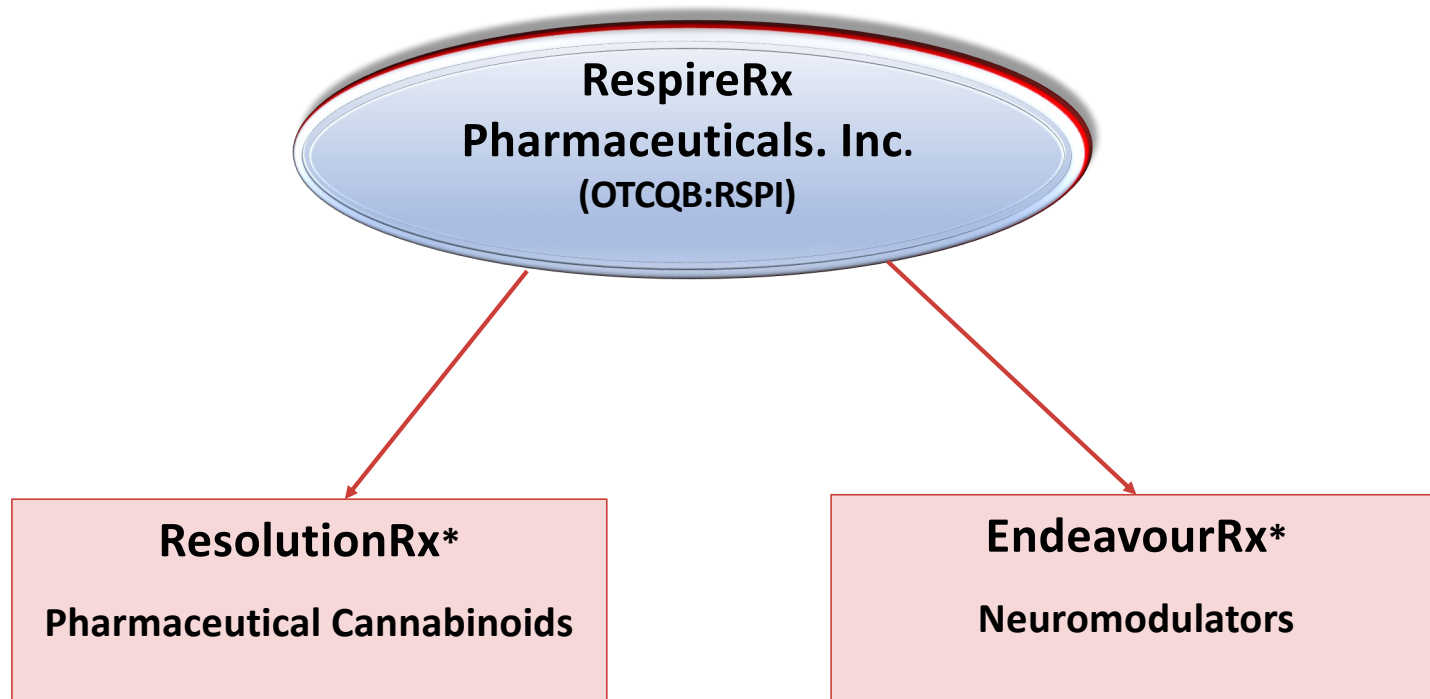 RespireRx
Pharmaceuticals. Inc.
(OTCQB:RSPI)
ResolutionRx*
Pharmaceutical Cannabinoids
EndeavourRx*
Neuromodulators